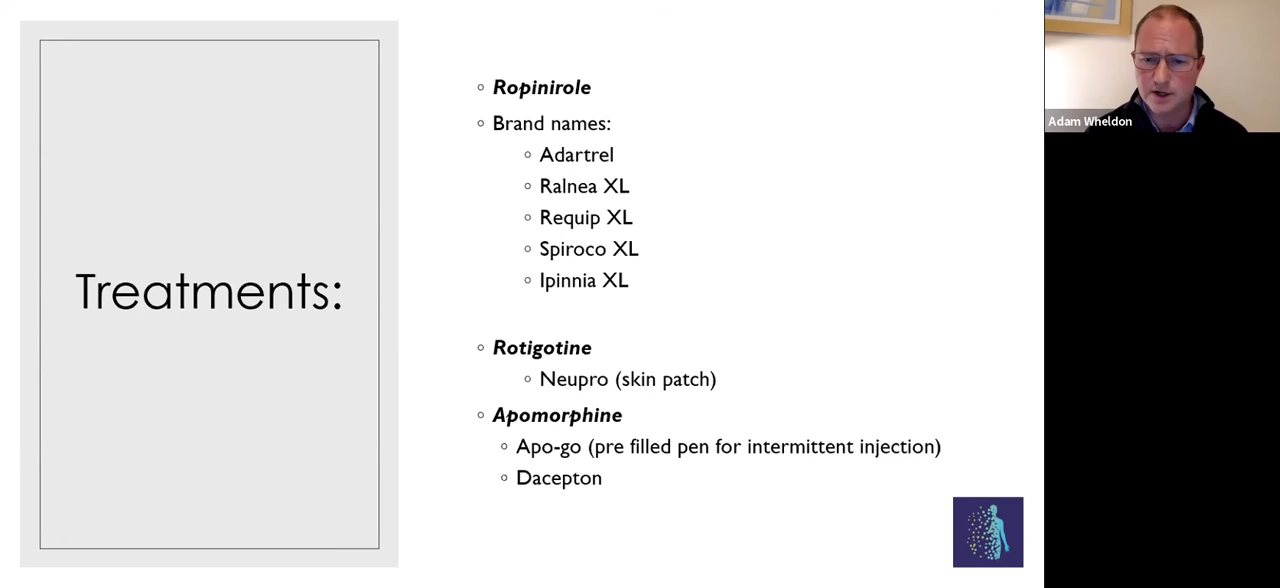 Treatments:
Ropinirole
Brand names:
Adartrel
Ralnea XL
Requip XL
Spiroco XL
Ipinnia XL
Rotigotine
Neupro (skin patch)
Apomorphine
Apo-go (pre filled pen for intermittent injection)
Dacepton
Adam Wheldon